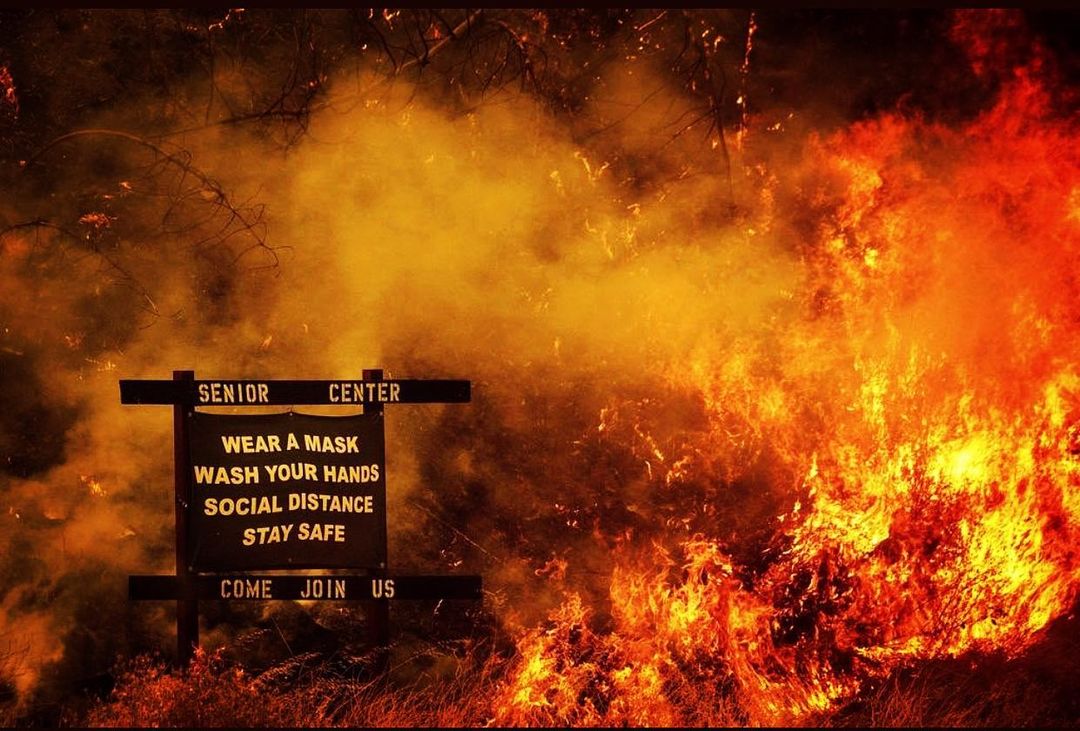 SENIOR CENTER
WEAR A MASK
WASH YOUR HANDS
SOCIAL DISTANCE
STAY SAFE
COME JOIN US